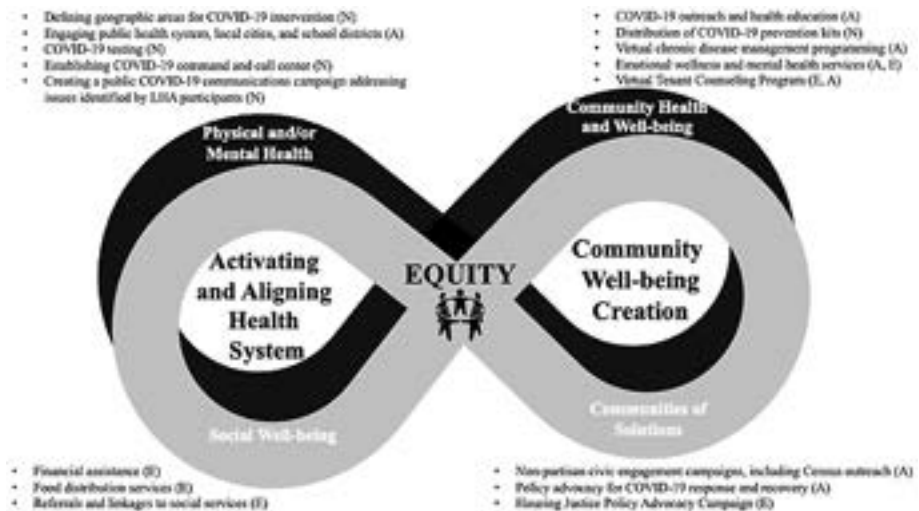 • Defining geographic areas for COVID-19 intervention (N)
• Engaging public health system, local cities, and school districts (A)
• COVID-19 testing (N)
• Establishing COVID-19 command and call center (N)
• Creating a public COVID-19 communications campaign addressing
issues identified by LHA participants (N)
• COVID-19 outreach and health education (A)
• Distribution of COVID-19 prevention kits (N)
• Virtual chronic disease management programming (A)
• Emotional wellness and mental health services (A, E)
• Virtual Tenant Counseling Program (E, A)
Physical and/or
Mental Health
Community Health
and Well-being
Activating
and Aligning
Health
System
EQUITY
Community
Well-being
Creation
Social Well-being
Communities of
Solutions
• Financial assistance (E)
• Food distribution services (E)
• Referrals and linkages to social services (E)
• Non-partisan civic engagement campaigns, including Census outreach (A)
• Policy advocacy for COVID-19 response and recovery (A)
• Housing Justice Policy Advocacy Campaign (E)